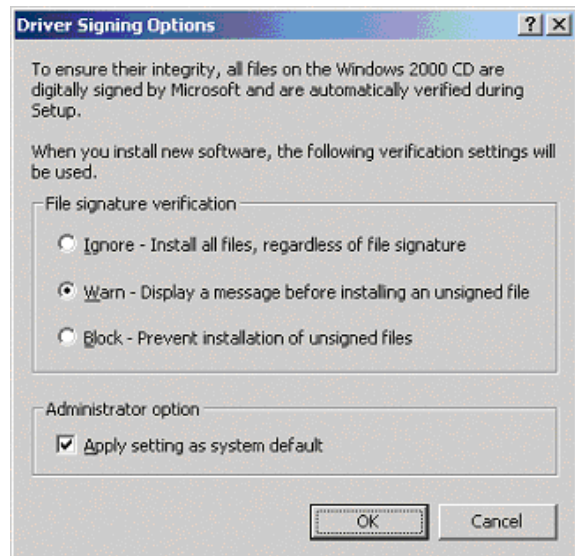 Driver Signing Options
To ensure their integrity, all files on the Windows 2000 CD are
digitally signed by Microsoft and are automatically verified during
Setup.
When you install new software, the following verification settings will
be used.
File signature verification
Ignore - Install all files, regardless of file signature
Warn - Display a message before installing an unsigned file
Block - Prevent installation of unsigned files
Administrator option
Apply setting as system default
OK Cancel